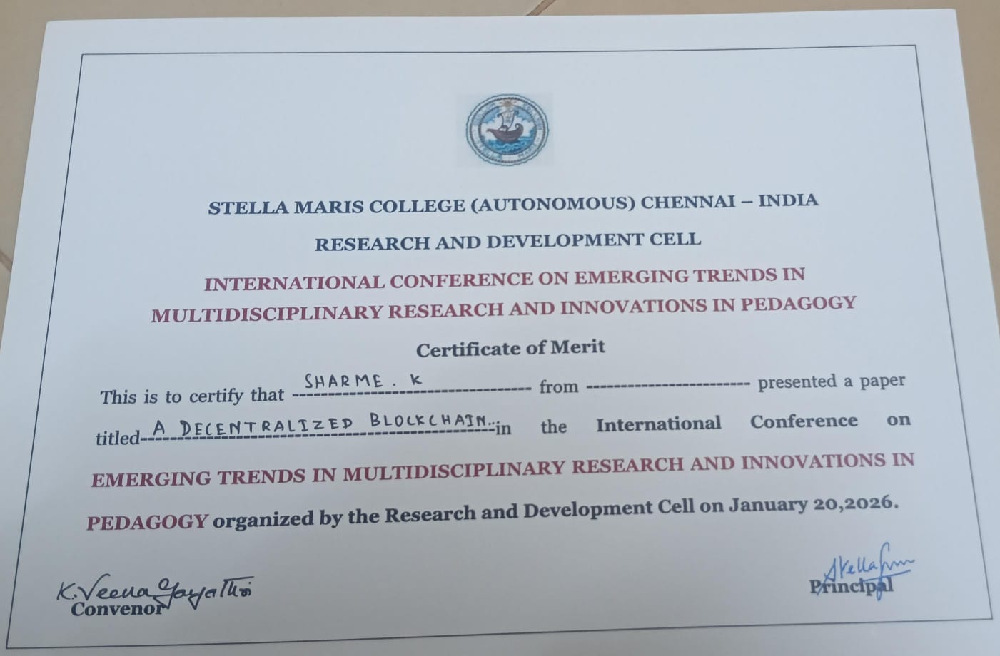 STELLA MARIS COLLEGE (AUTONOMOUS) CHENNAI – INDIA
RESEARCH AND DEVELOPMENT CELL
INTERNATIONAL CONFERENCE ON EMERGING TRENDS IN
MULTIDISCIPLINARY RESEARCH AND INNOVATIONS IN PEDAGOGY
Certificate of Merit
This is to certify that SHARME . K from ----------------------- presented a paper
titled A DECENTRALIZED BLOCKCHAIN... in the International Conference on
EMERGING TRENDS IN MULTIDISCIPLINARY RESEARCH AND INNOVATIONS IN
PEDAGOGY organized by the Research and Development Cell on January 20,2026.
K. Veena Gayathri
Convenor
Principal